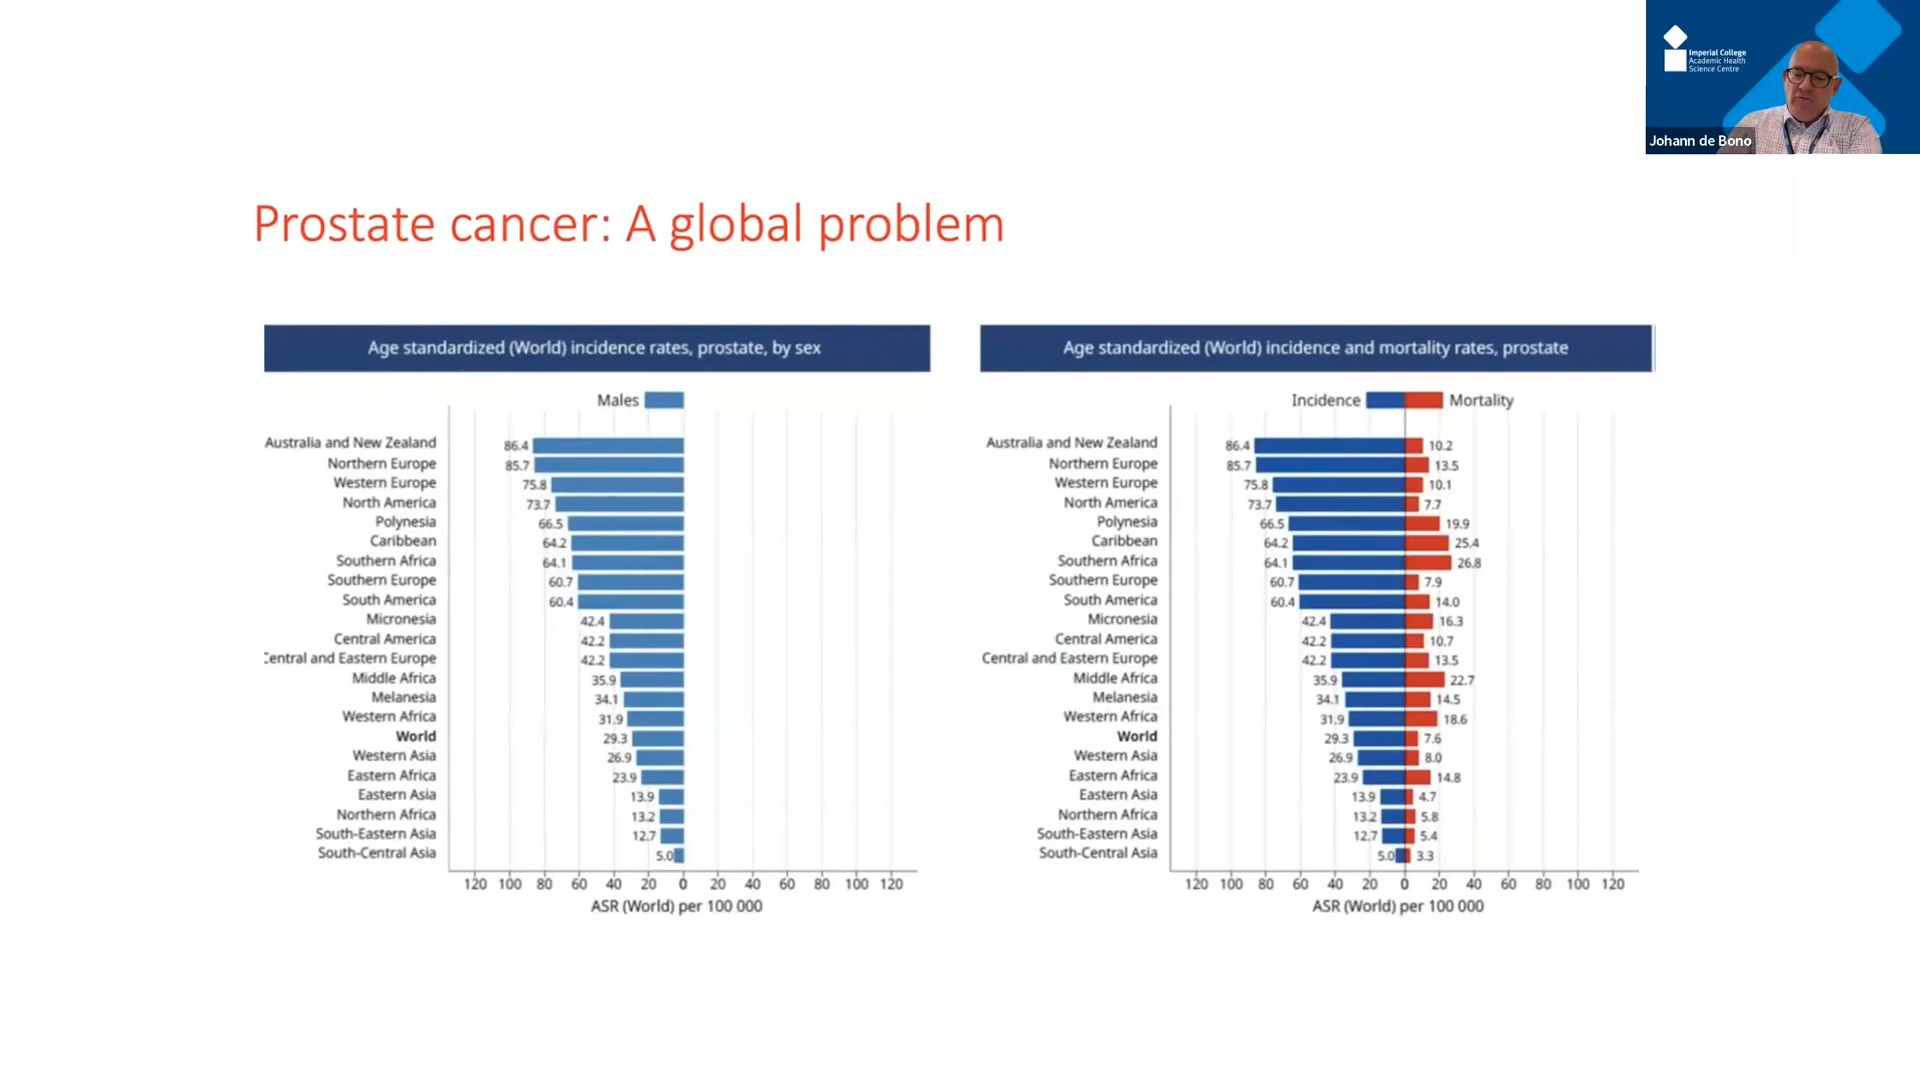 Imperial College
Academic Health
Science Centre
Johann de Bono
Prostate cancer: A global problem
Age standardized (World) incidence rates, prostate, by sex
Males
Australia and New Zealand 86.4
Northern Europe 85.7
Western Europe 75.8
North America 73.7
Polynesia 66.5
Caribbean 64.2
Southern Africa 64.1
Southern Europe 60.7
South America 60.4
Micronesia 42.4
Central America 42.2
Central and Eastern Europe 42.2
Middle Africa 35.9
Melanesia 34.1
Western Africa 31.9
World 29.3
Western Asia 26.9
Eastern Africa 23.9
Eastern Asia 13.9
Northern Africa 13.2
South-Eastern Asia 12.7
South-Central Asia 5.0
120 100 80 60 40 20 0 20 40 60 80 100 120
ASR (World) per 100 000
Age standardized (World) incidence and mortality rates, prostate
Incidence Mortality
Australia and New Zealand 86.4 10.2
Northern Europe 85.7 13.5
Western Europe 75.8 10.1
North America 73.7 7.7
Polynesia 66.5 19.9
Caribbean 64.2 25.4
Southern Africa 64.1 26.8
Southern Europe 60.7 7.9
South America 60.4 14.0
Micronesia 42.4 16.3
Central America 42.2 10.7
Central and Eastern Europe 42.2 13.5
Middle Africa 35.9 22.7
Melanesia 34.1 14.5
Western Africa 31.9 18.6
World 29.3 7.6
Western Asia 26.9 8.0
Eastern Africa 23.9 14.8
Eastern Asia 13.9 4.7
Northern Africa 13.2 5.8
South-Eastern Asia 12.7 5.4
South-Central Asia 5.0 3.3
120 100 80 60 40 20 0 20 40 60 80 100 120
ASR (World) per 100 000